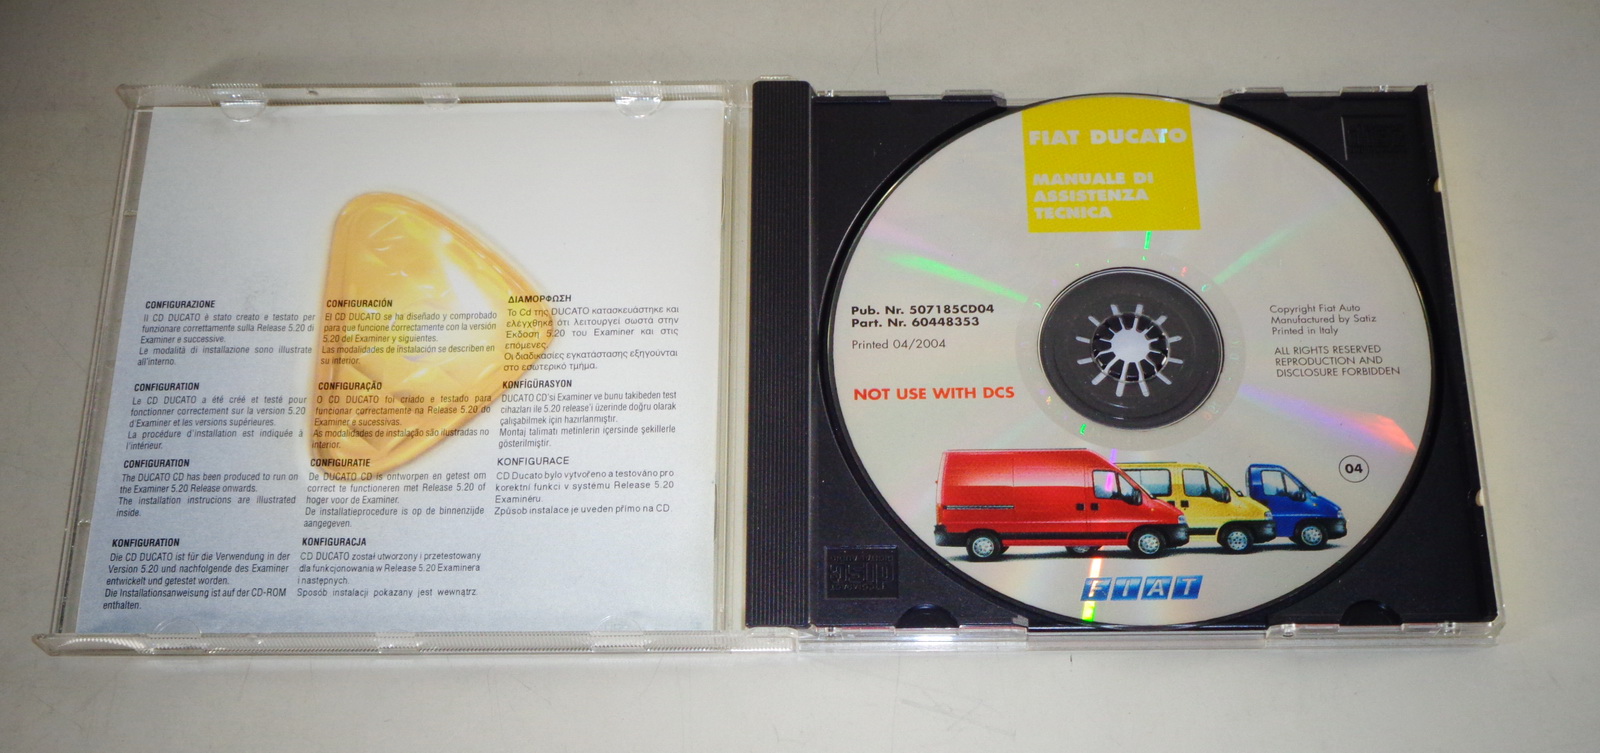 CONFIGURAZIONE
Il CD DUCATO è stato creato e testato per
funzionare correttamente sulla Release 5.20 di
Examiner e successive.
Le modalità di installazione sono illustrate
all'interno.
CONFIGURATION
Le CD DUCATO a été créé et testé pour
fonctionner correctement sur la version 5.20
d'Examiner et les versions supérieures.
La procédure d'installation est indiquée à
l'intérieur.
CONFIGURATION
The DUCATO CD has been produced to run on
the Examiner 5.20 Release onwards.
The installation instrucions are illustrated
inside.
KONFIGURATION
Die CD DUCATO ist für die Verwendung in der
Version 5.20 und nachfolgende des Examiner
entwickelt und getestet worden.
Die Installationsanweisung ist auf der CD-ROM
enthalten.
CONFIGURACIÓN
El CD DUCATO se ha diseñado y comprobado
para que funcione correctamente con la versión
5.20 del Examiner y siguientes.
Las modalidades de instalación se describen en
su interior.
CONFIGURAÇÃO
O CD DUCATO foi criado e testado para
funcionar correctamente na Release 5.20 do
Examiner e sucessivas.
As modalidades de instalação são ilustradas no
interior.
CONFIGURATIE
De DUCATO CD is ontworpen en getest om
correct te functioneren met Release 5.20 of
hoger voor de Examiner.
De installatieprocedure is op de binnenzijde
aangegeven.
KONFIGURACJA
CD DUCATO został utworzony i przetestowany
dla funkcjonowania w Release 5.20 Examinera
i następnych.
Sposób instalacji pokazany jest wewnątrz.
ΔΙΑΜΟΡΦΩΣΗ
Το Cd της DUCATO κατασκευάστηκε και
ελέγχθηκε ότι λειτουργεί σωστά στην
Εκδοση 5.20 του Examiner και στις
επόμενες.
Οι διαδικασίες εγκατάστασης εξηγούνται
στο εσωτερικό τμήμα.
KONFİGÜRASYON
DUCATO CD'si Examiner ve bunu takibeden test
cihazları ile 5.20 release'i üzerinde doğru olarak
çalışabilmek için hazırlanmıştır.
Montaj talimatı metinlerin içersinde şekillerle
gösterilmiştir.
KONFIGURACE
CD Ducato bylo vytvořeno a testováno pro
korektní funkci v systému Release 5.20
Examinéru.
Způsob instalace je uveden přímo na CD.
FIAT DUCATO
MANUALE DI
ASSISTENZA
TECNICA
Pub. Nr. 507185CD04
Part. Nr. 60448353
Printed 04/2004
NOT USE WITH DCS
Copyright Fiat Auto
Manufactured by Satiz
Printed in Italy
ALL RIGHTS RESERVED
REPRODUCTION AND
DISCLOSURE FORBIDDEN
04
FIAT